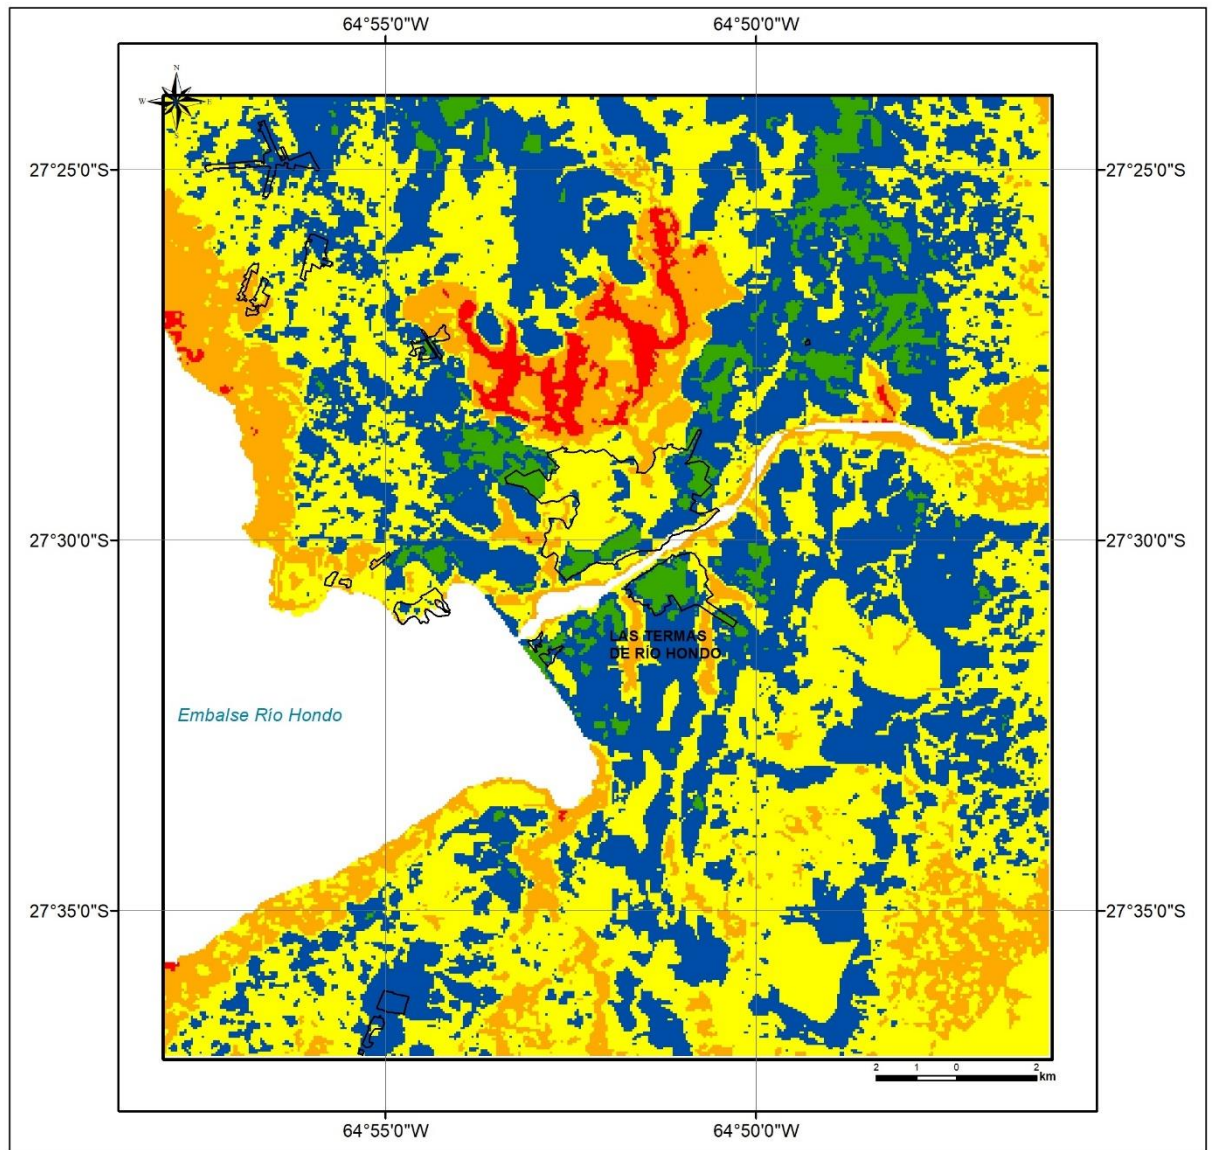 64°55'0"W 64°50'0"W
N
W E
S
27°25'0"S 27°25'0"S
27°30'0"S 27°30'0"S
LAS TERMAS
DE RÍO HONDO
Embalse Río Hondo
27°35'0"S 27°35'0"S
2 1 0 2
km
64°55'0"W 64°50'0"W